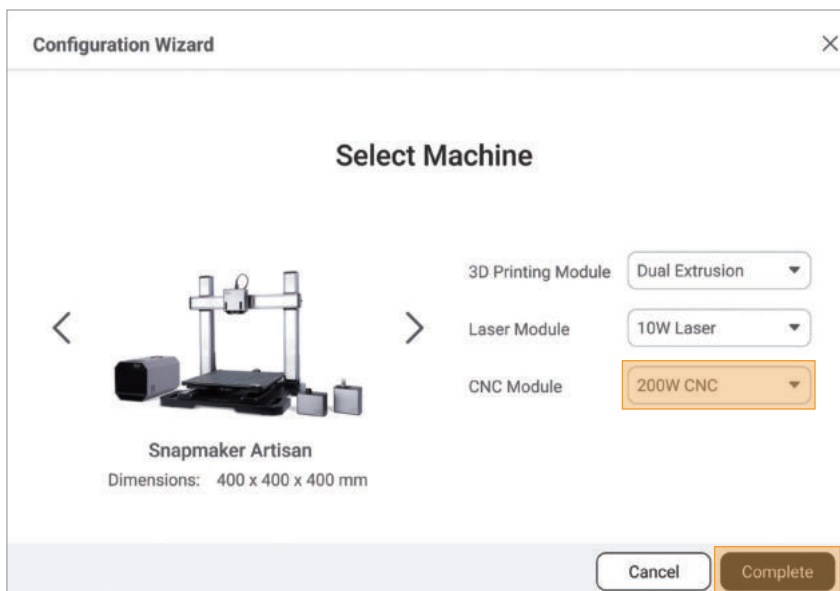 Configuration Wizard
Select Machine
3D Printing Module
Dual Extrusion
Laser Module
10W Laser
CNC Module
200W CNC
Snapmaker Artisan
Dimensions: 400 x 400 x 400 mm
Cancel
Complete